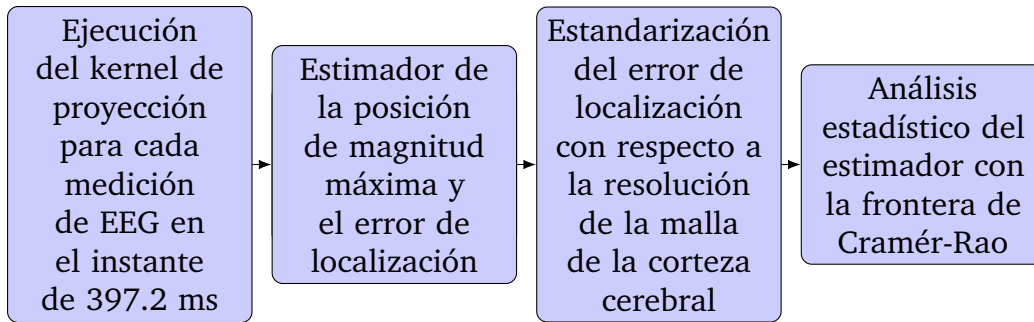 Ejecución
del kernel de
proyección
para cada
medición
de EEG en
el instante
de 397.2 ms
Estimador de
la posición
de magnitud
máxima y
el error de
localización
Estandarización
del error de
localización
con respecto a
la resolución
de la malla
de la corteza
cerebral
Análisis
estadístico del
estimador con
la frontera de
Cramér-Rao